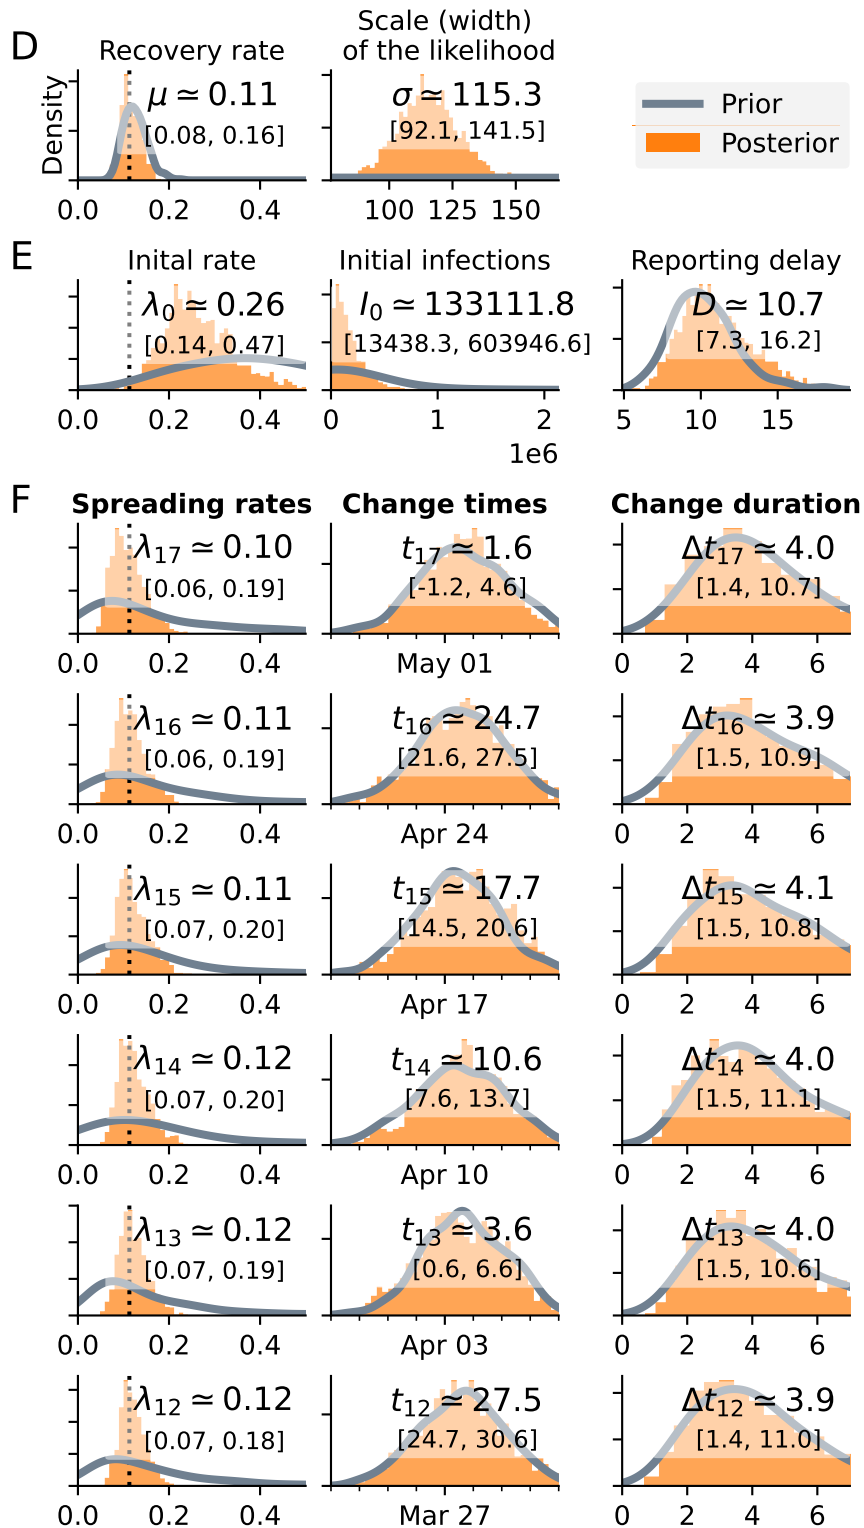 D
Recovery rate
Scale (width)
of the likelihood
Density
μ ≃ 0.11
[0.08, 0.16]
0.0 0.2 0.4
σ ≃ 115.3
[92.1, 141.5]
100 125 150
Prior
Posterior
E
Inital rate
λ0 ≃ 0.26
[0.14, 0.47]
0.0 0.2 0.4
Initial infections
I0 ≃ 133111.8
[13438.3, 603946.6]
0 1 2
1e6
Reporting delay
D ≃ 10.7
[7.3, 16.2]
5 10 15
F
Spreading rates Change times Change duration
λ17 ≃ 0.10
[0.06, 0.19]
0.0 0.2 0.4
t17 ≃ 1.6
[-1.2, 4.6]
May 01
Δt17 ≃ 4.0
[1.4, 10.7]
0 2 4 6
λ16 ≃ 0.11
[0.06, 0.19]
0.0 0.2 0.4
t16 ≃ 24.7
[21.6, 27.5]
Apr 24
Δt16 ≃ 3.9
[1.5, 10.9]
0 2 4 6
λ15 ≃ 0.11
[0.07, 0.20]
0.0 0.2 0.4
t15 ≃ 17.7
[14.5, 20.6]
Apr 17
Δt15 ≃ 4.1
[1.5, 10.8]
0 2 4 6
λ14 ≃ 0.12
[0.07, 0.20]
0.0 0.2 0.4
t14 ≃ 10.6
[7.6, 13.7]
Apr 10
Δt14 ≃ 4.0
[1.5, 11.1]
0 2 4 6
λ13 ≃ 0.12
[0.07, 0.19]
0.0 0.2 0.4
t13 ≃ 3.6
[0.6, 6.6]
Apr 03
Δt13 ≃ 4.0
[1.5, 10.6]
0 2 4 6
λ12 ≃ 0.12
[0.07, 0.18]
0.0 0.2 0.4
t12 ≃ 27.5
[24.7, 30.6]
Mar 27
Δt12 ≃ 3.9
[1.4, 11.0]
0 2 4 6